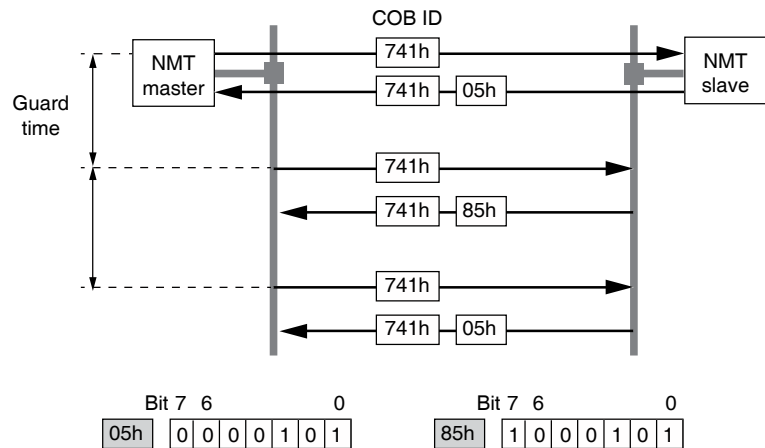 COB ID
NMT master
741h
NMT slave
741h 05h
Guard time
741h
741h 85h
741h
741h 05h
Bit 7 6 0
05h 0 0 0 0 0 1 0 1
Bit 7 6 0
85h 1 0 0 0 0 1 0 1